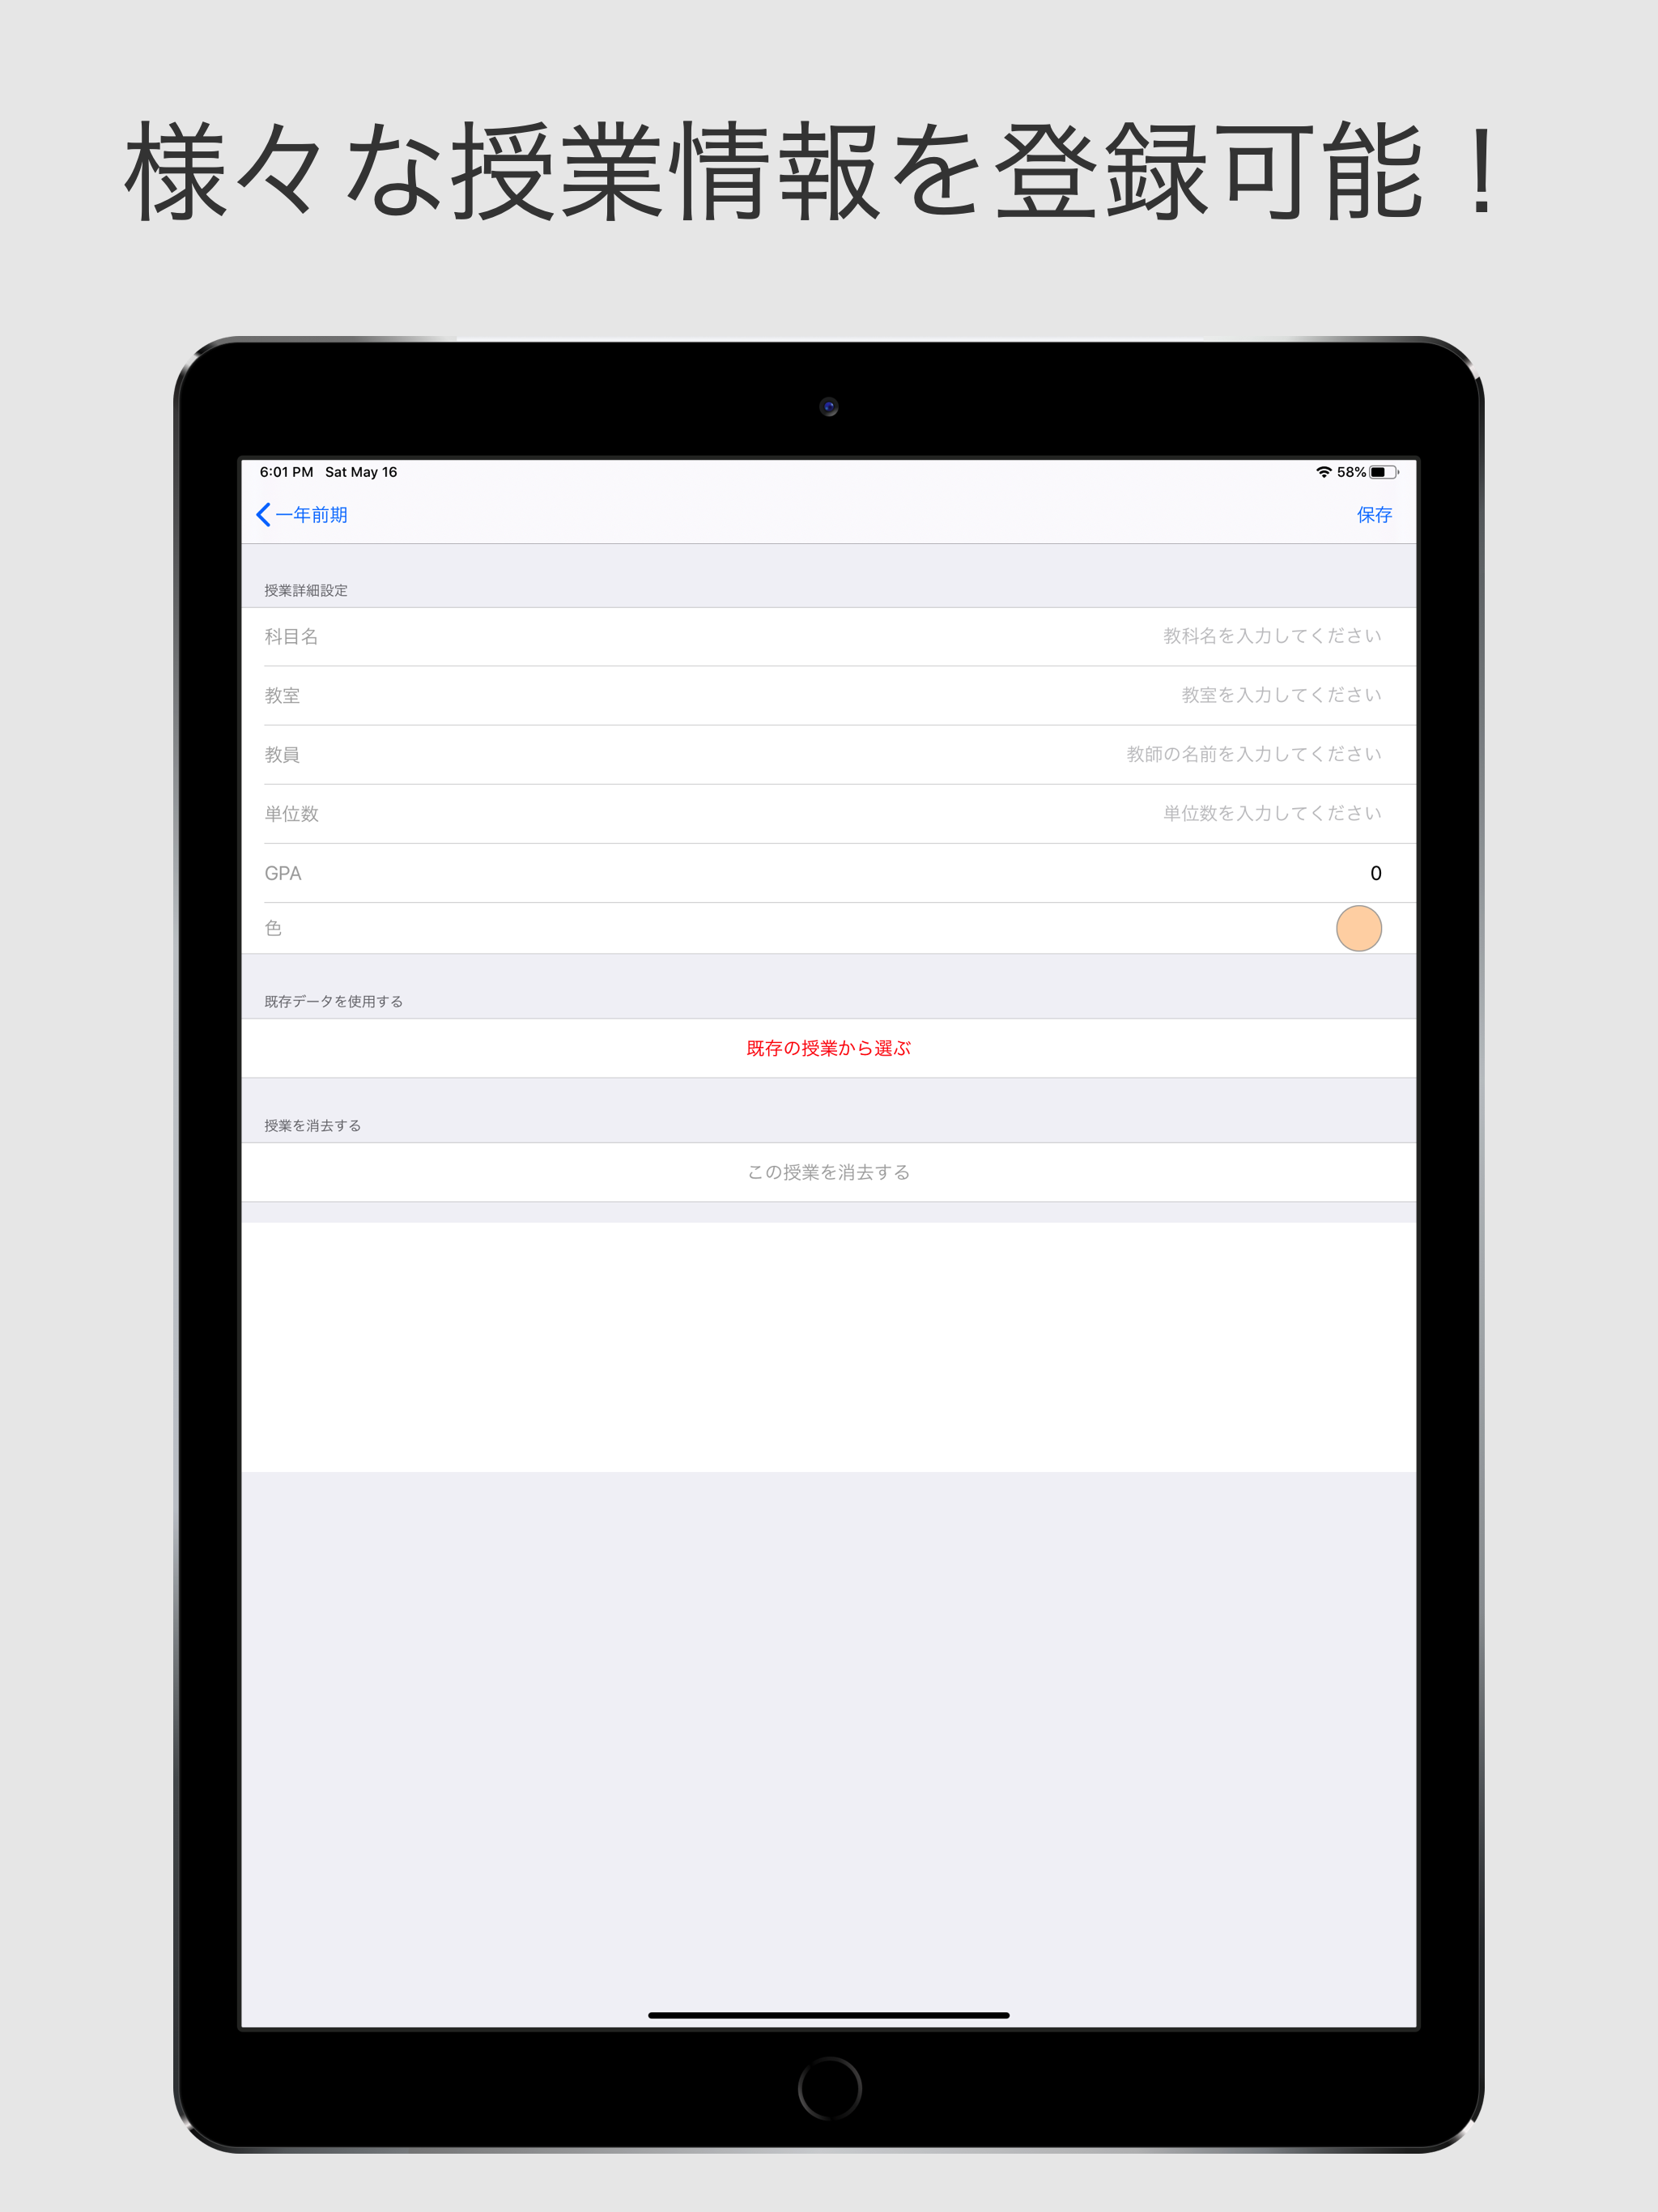 様々な授業情報を登録可能！
6:01 PM Sat May 16 58%
一年前期 保存
授業詳細設定
科目名 教科名を入力してください
教室 教室を入力してください
教員 教師の名前を入力してください
単位数 単位数を入力してください
GPA 0
色
既存データを使用する
既存の授業から選ぶ
授業を消去する
この授業を消去する